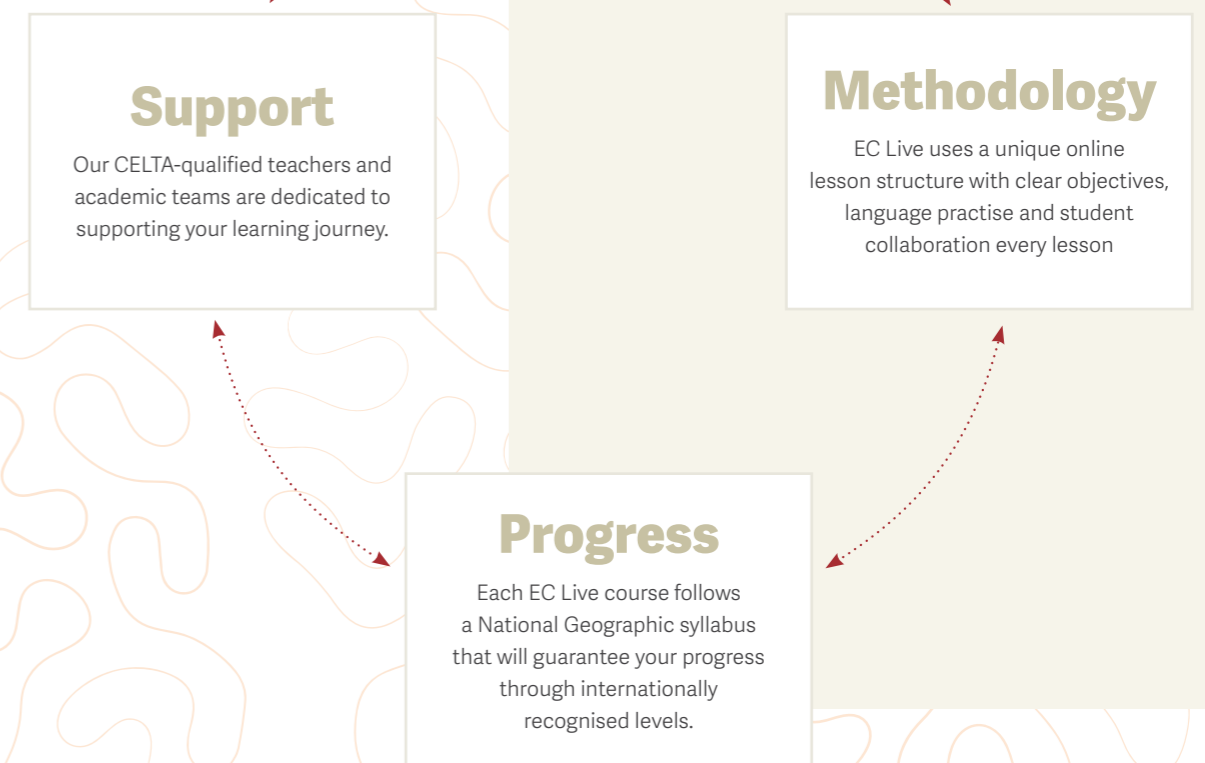 Support
Our CELTA-qualified teachers and
academic teams are dedicated to
supporting your learning journey.
Methodology
EC Live uses a unique online
lesson structure with clear objectives,
language practise and student
collaboration every lesson
Progress
Each EC Live course follows
a National Geographic syllabus
that will guarantee your progress
through internationally
recognised levels.